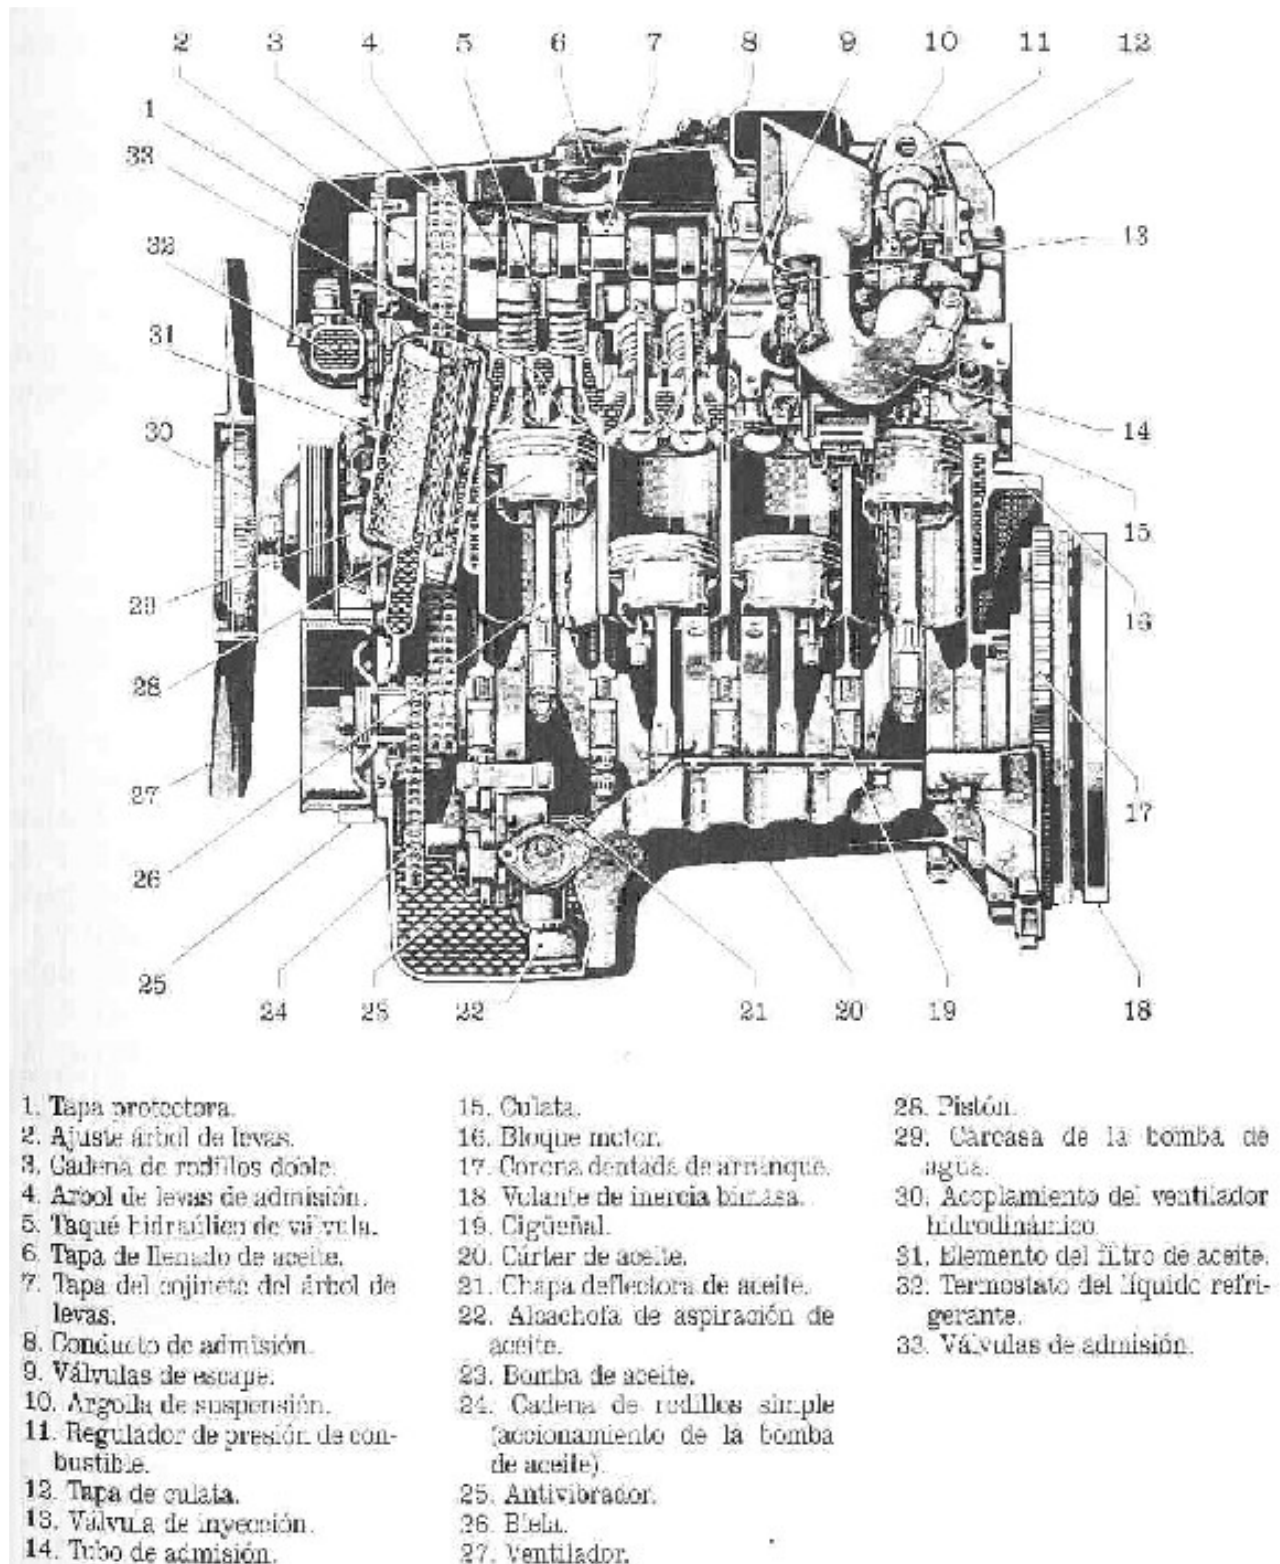 2 3 4 5 6 7 8 9 10 11 12
1
33
32
13
31
30
14
15
29
16
28
27
17
26
25
24 23 22 21 20 19 18
1. Tapa protectora.
2. Ajuste árbol de levas.
3. Cadena de rodillos doble.
4. Arbol de levas de admisión.
5. Taqué hidraúlico de válvula.
6. Tapa de llenado de aceite.
7. Tapa del cojinete del árbol de
levas.
8. Conducto de admisión.
9. Válvulas de escape.
10. Argolla de suspensión.
11. Regulador de presión de con-
bustible.
12. Tapa de culata.
13. Válvula de inyección.
14. Tubo de admisión.
15. Culata.
16. Bloque motor.
17. Corona dentada de arranque.
18. Volante de inercia bimasa.
19. Cigüeñal.
20. Cárter de aceite.
21. Chapa deflectora de aceite.
22. Alcachofa de aspiración de
aceite.
23. Bomba de aceite.
24. Cadena de rodillos simple
(accionamiento de la bomba
de aceite).
25. Antivibrador.
26. Biela.
27. Ventilador.
28. Pistón.
29. Carcasa de la bomba de
agua.
30. Acoplamiento del ventilador
hidrodinámico.
31. Elemento del filtro de aceite.
32. Termostato del líquido refri-
gerante.
33. Válvulas de admisión.